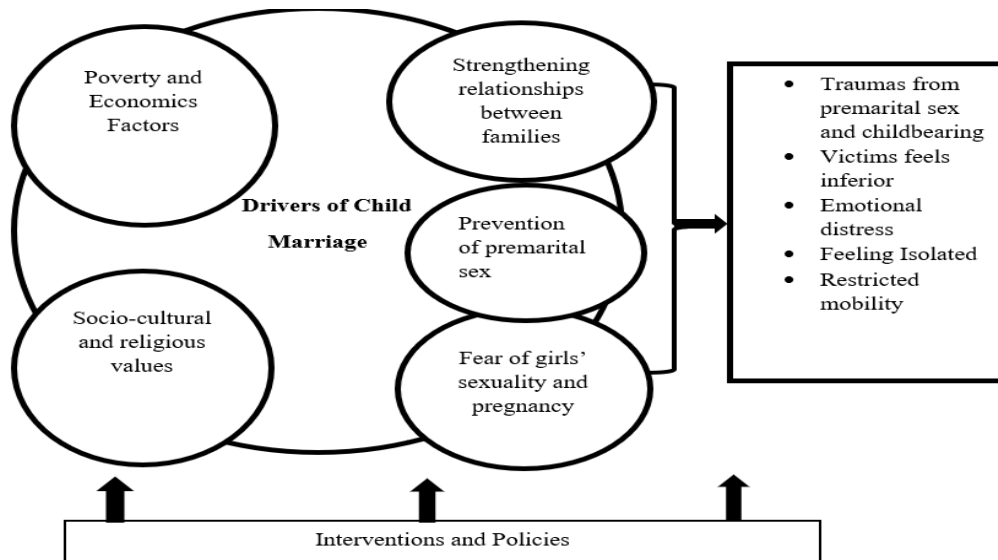 Poverty and
Economics
Factors
Strengthening
relationships
between
families
Drivers of Child
Marriage
Prevention
of premarital
sex
Socio-cultural
and religious
values
Fear of girls’
sexuality and
pregnancy
• Traumas from
premarital sex
and childbearing
• Victims feels
inferior
• Emotional
distress
• Feeling Isolated
• Restricted
mobility
Interventions and Policies